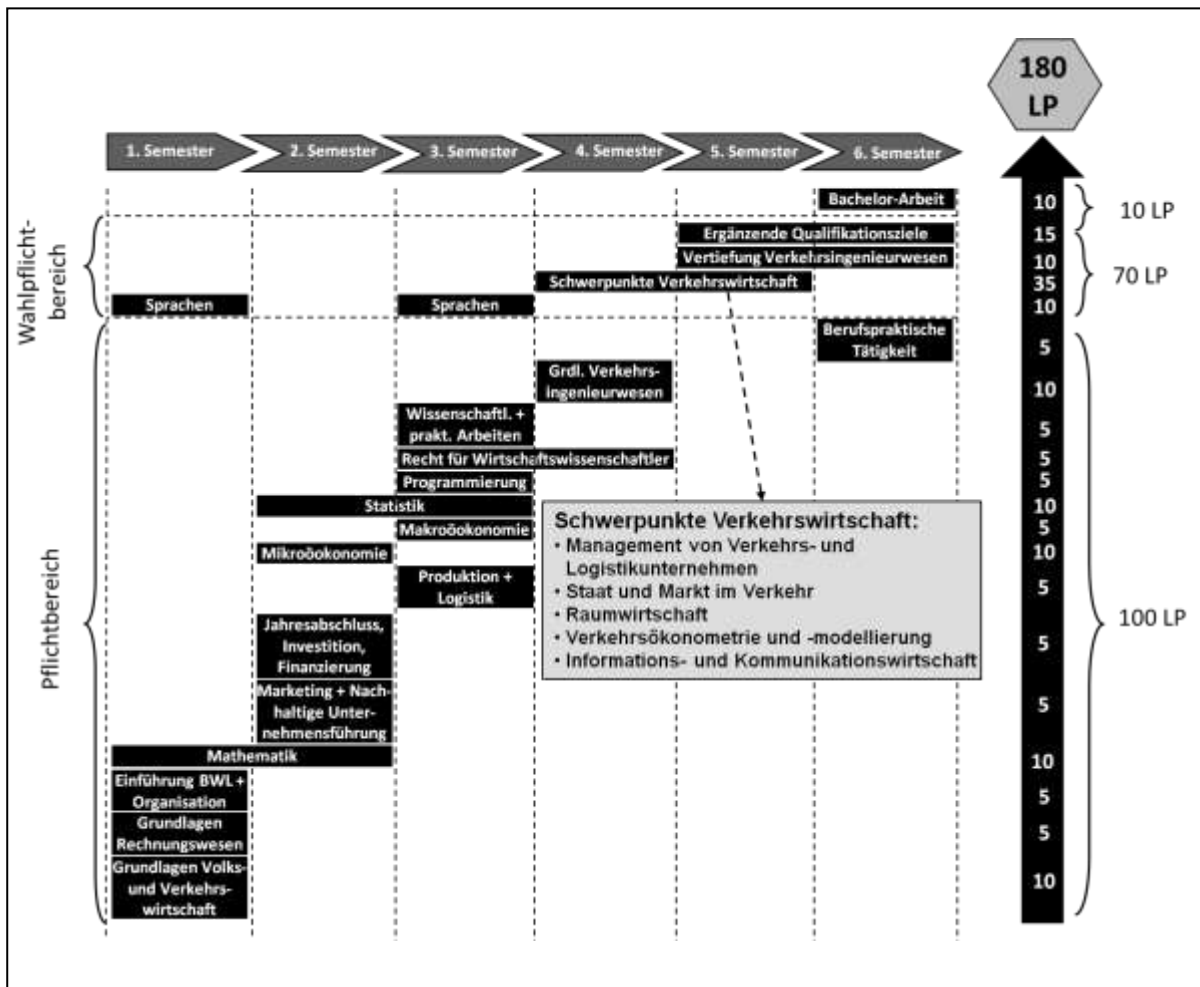 180
LP
1. Semester
2. Semester
3. Semester
4. Semester
5. Semester
6. Semester
Wahlpflicht-
bereich
Bachelor-Arbeit
10
10 LP
Ergänzende Qualifikationsziele
15
Vertiefung Verkehrsingenieurwesen
10
Schwerpunkte Verkehrswirtschaft
35
70 LP
Sprachen
Sprachen
10
Pflichtbereich
Berufspraktische
Tätigkeit
5
Grdl. Verkehrs-
ingenieurwesen
10
Wissenschaftl. +
prakt. Arbeiten
5
Recht für Wirtschaftswissenschaftler
5
Programmierung
5
Statistik
10
Makroökonomie
5
Mikroökonomie
10
Produktion +
Logistik
5
Schwerpunkte Verkehrswirtschaft:
• Management von Verkehrs- und
Logistikunternehmen
• Staat und Markt im Verkehr
• Raumwirtschaft
• Verkehrsökonometrie und -modellierung
• Informations- und Kommunikationswirtschaft
100 LP
Jahresabschluss,
Investition,
Finanzierung
5
Marketing + Nach-
haltige Unter-
nehmensführung
5
Mathematik
10
Einführung BWL +
Organisation
5
Grundlagen
Rechnungswesen
5
Grundlagen Volks-
und Verkehrs-
wirtschaft
10